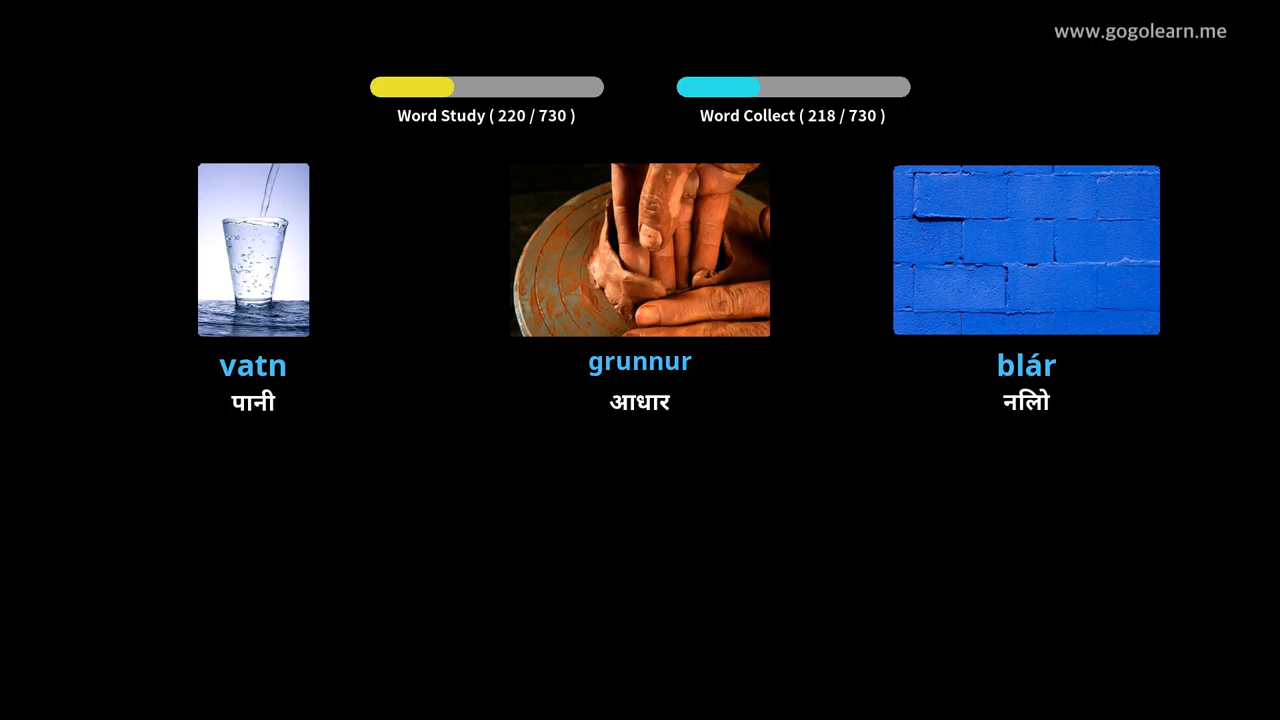 www.gogolearn.me
Word Study ( 220 / 730 )
Word Collect ( 218 / 730 )
vatn
grunnur
blár
पानी
आधार
नलिो